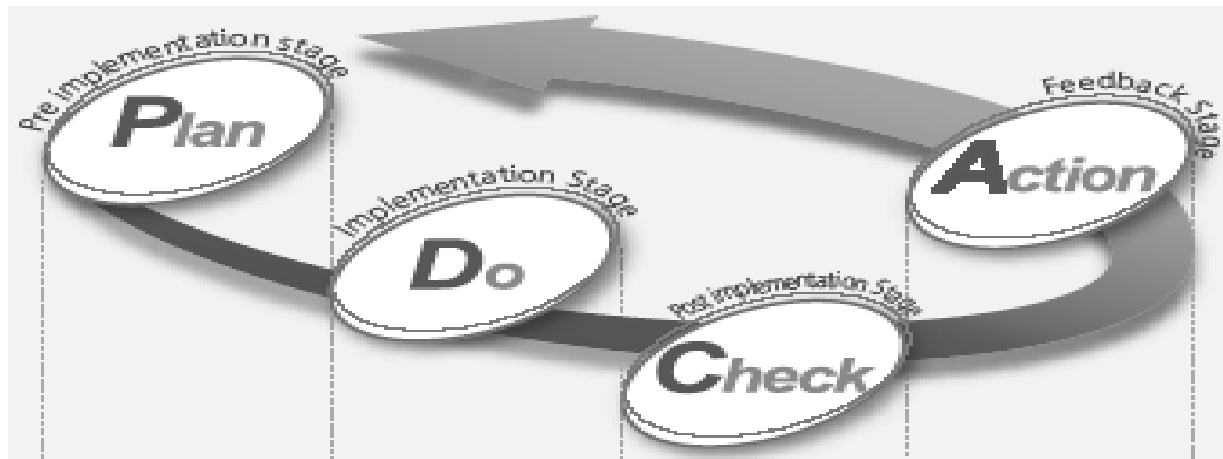 Pre implementation stage
Plan
Implementation Stage
Do
Post implementation Stage
Check
Feedback Stage
Action